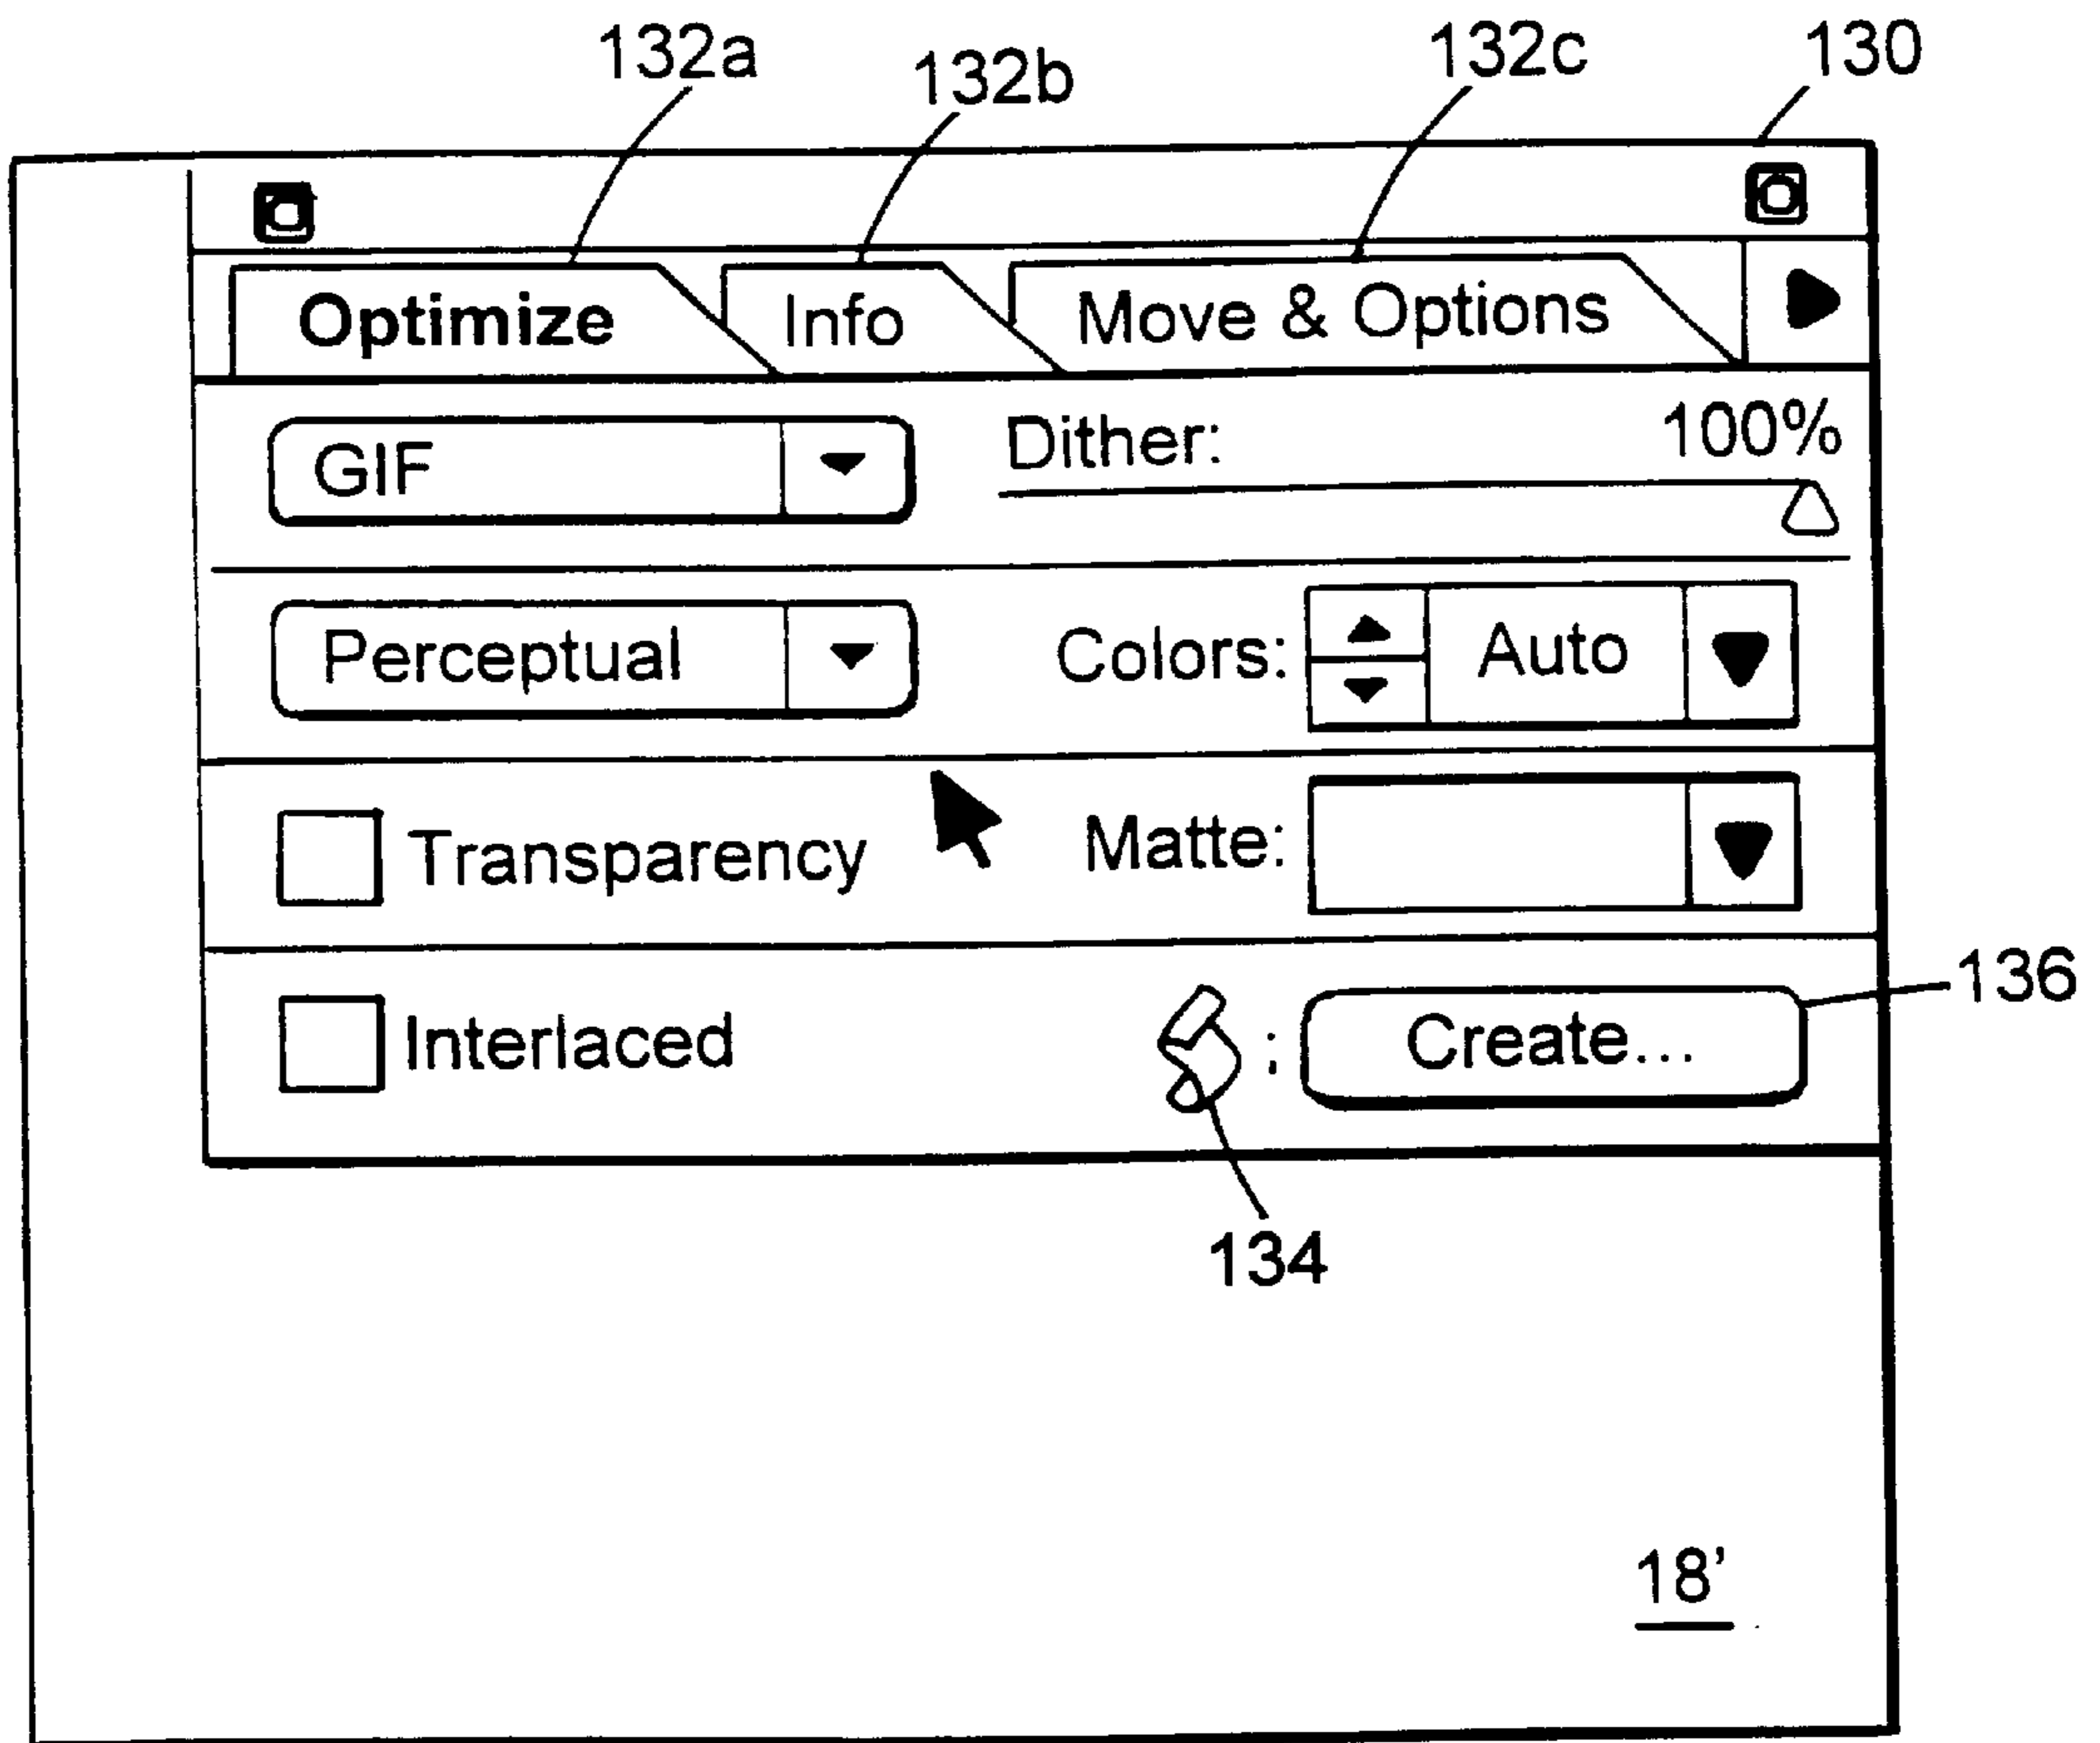 132a 132b 132c 130
Optimize Info Move & Options
GIF Dither: 100%
Perceptual Colors: Auto
Transparency Matte:
Interlaced : Create...
136
134
18'